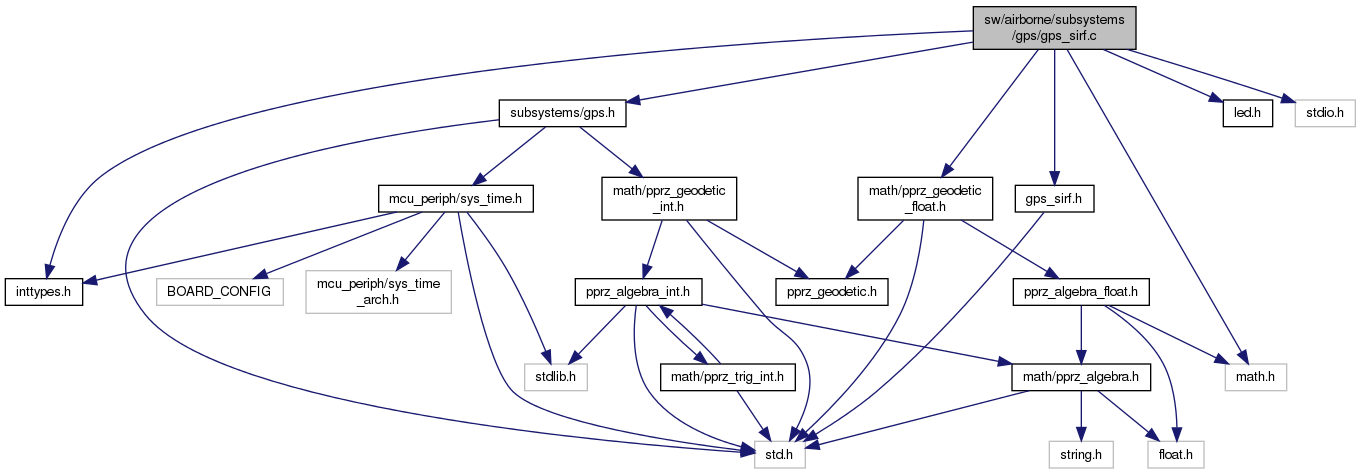 sw/airborne/subsystems
/gps/gps_sirf.c
subsystems/gps.h
led.h
stdio.h
mcu_periph/sys_time.h
math/pprz_geodetic
_int.h
math/pprz_geodetic
_float.h
gps_sirf.h
inttypes.h
BOARD_CONFIG
mcu_periph/sys_time
_arch.h
pprz_algebra_int.h
pprz_geodetic.h
pprz_algebra_float.h
stdlib.h
math/pprz_trig_int.h
math/pprz_algebra.h
math.h
std.h
string.h
float.h